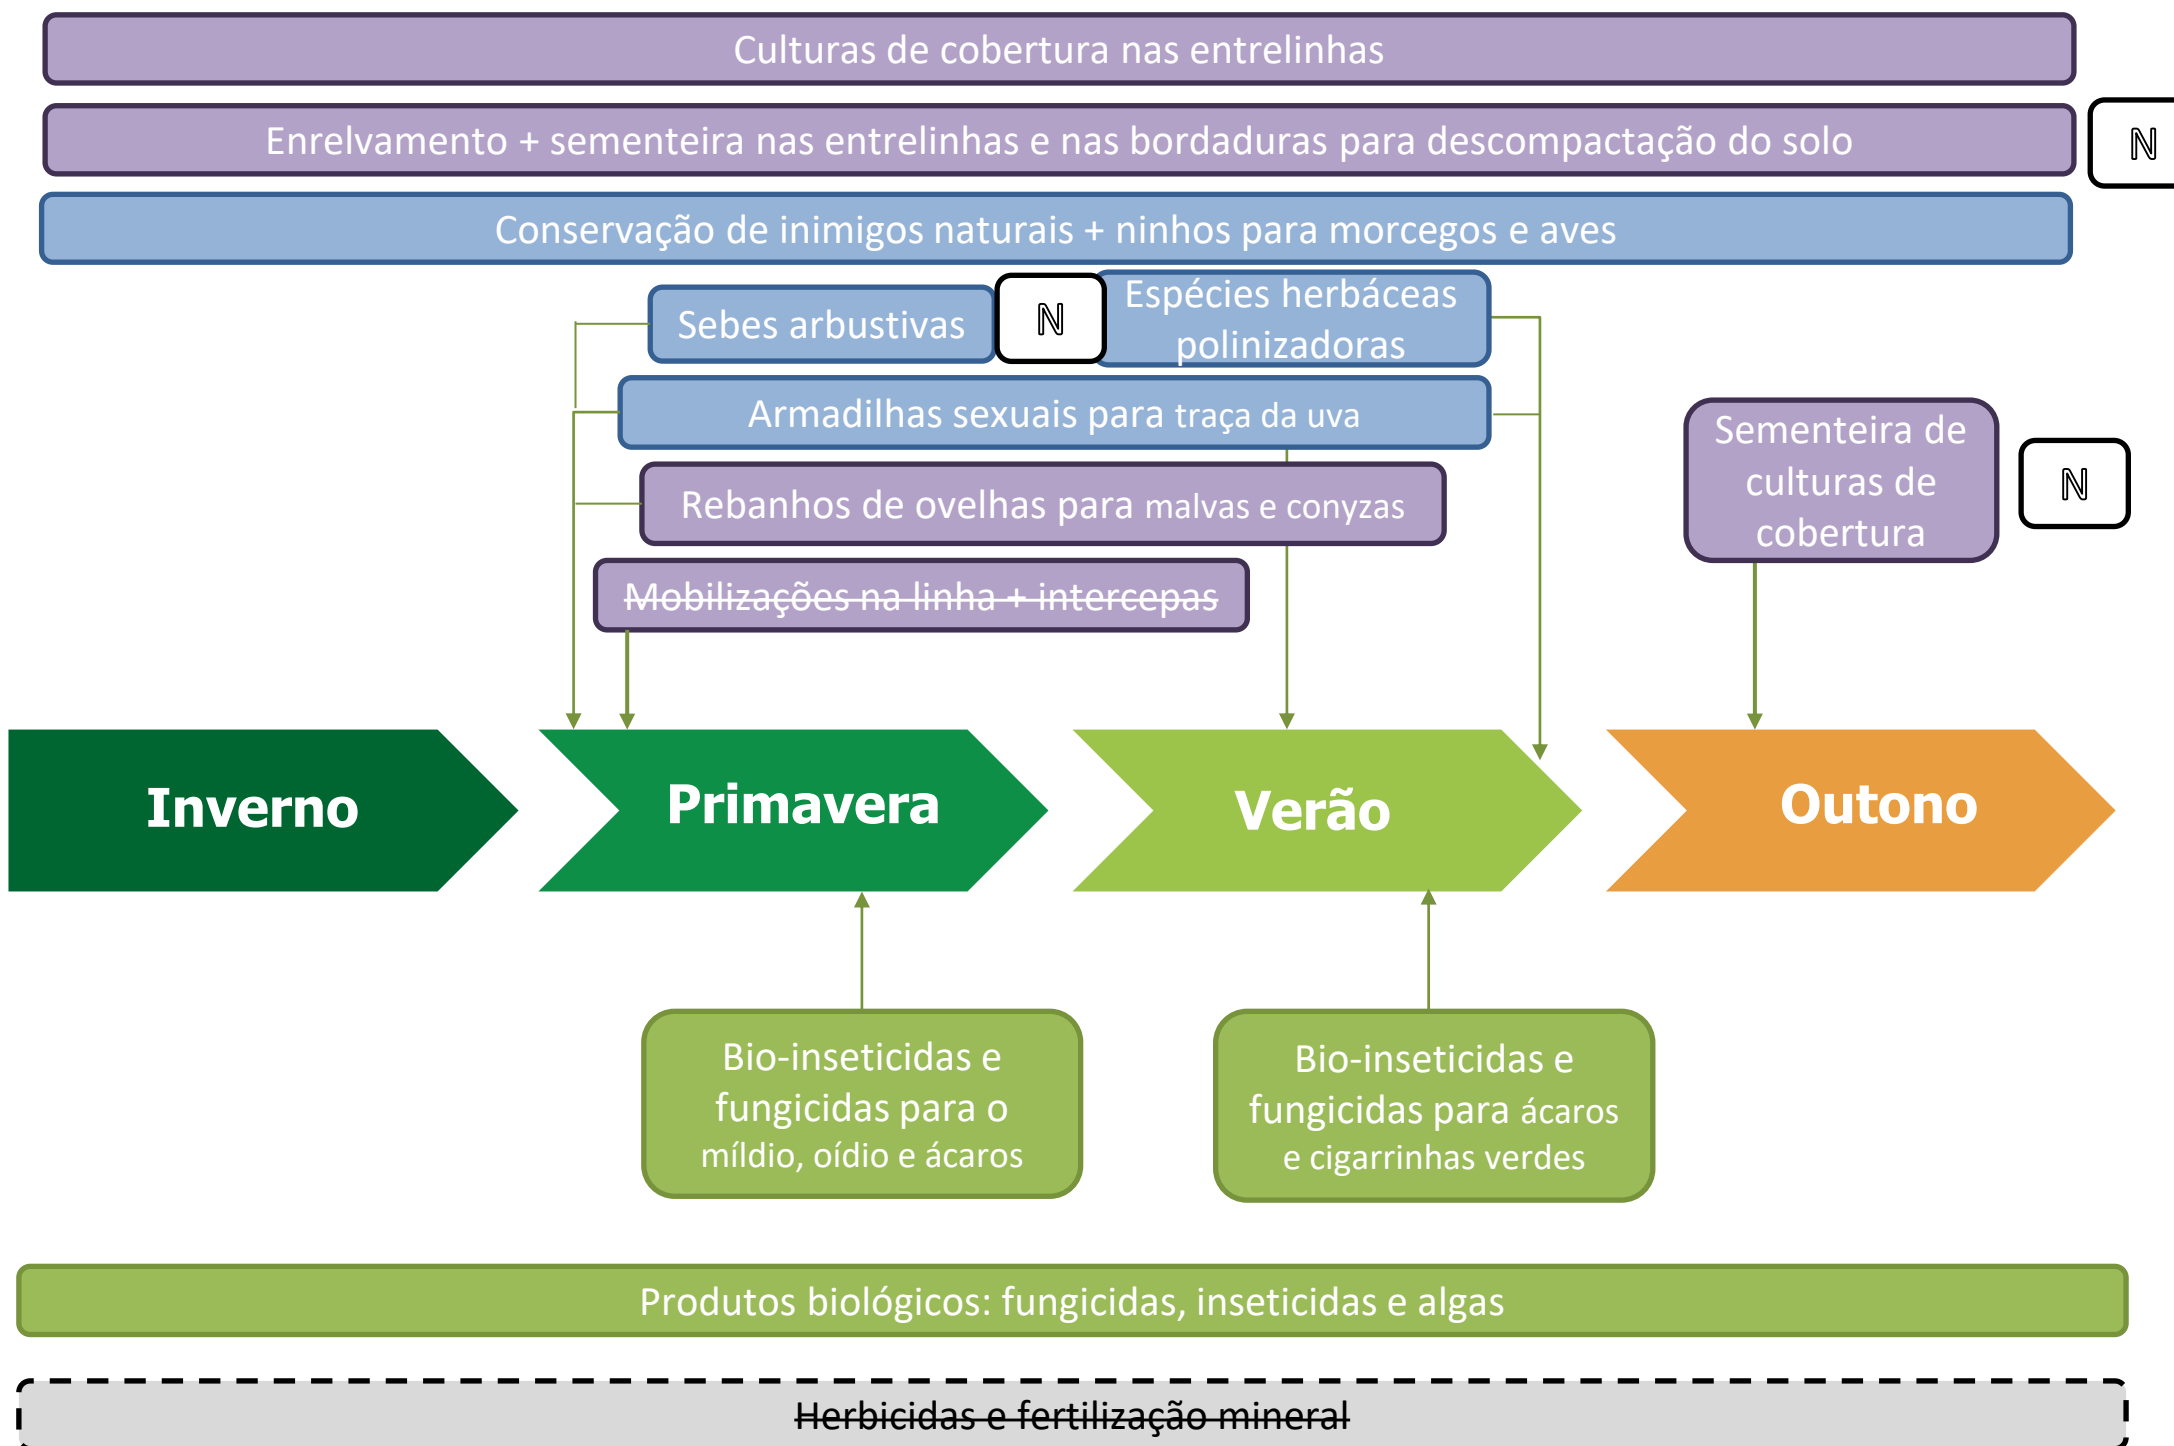 Culturas de cobertura nas entrelinhas
Enrelvamento + sementeira nas entrelinhas e nas bordaduras para descompactação do solo
N
Conservação de inimigos naturais + ninhos para morcegos e aves
Sebes arbustivas
N
Espécies herbáceas
polinizadoras
Armadilhas sexuais para traça da uva
Rebanhos de ovelhas para malvas e conyzas
Mobilizações na linha + intercepas
Sementeira de
culturas de
cobertura
N
Inverno
Primavera
Verão
Outono
Bio-inseticidas e
fungicidas para o
míldio, oídio e ácaros
Bio-inseticidas e
fungicidas para ácaros
e cigarrinhas verdes
Produtos biológicos: fungicidas, inseticidas e algas
Herbicidas e fertilização mineral